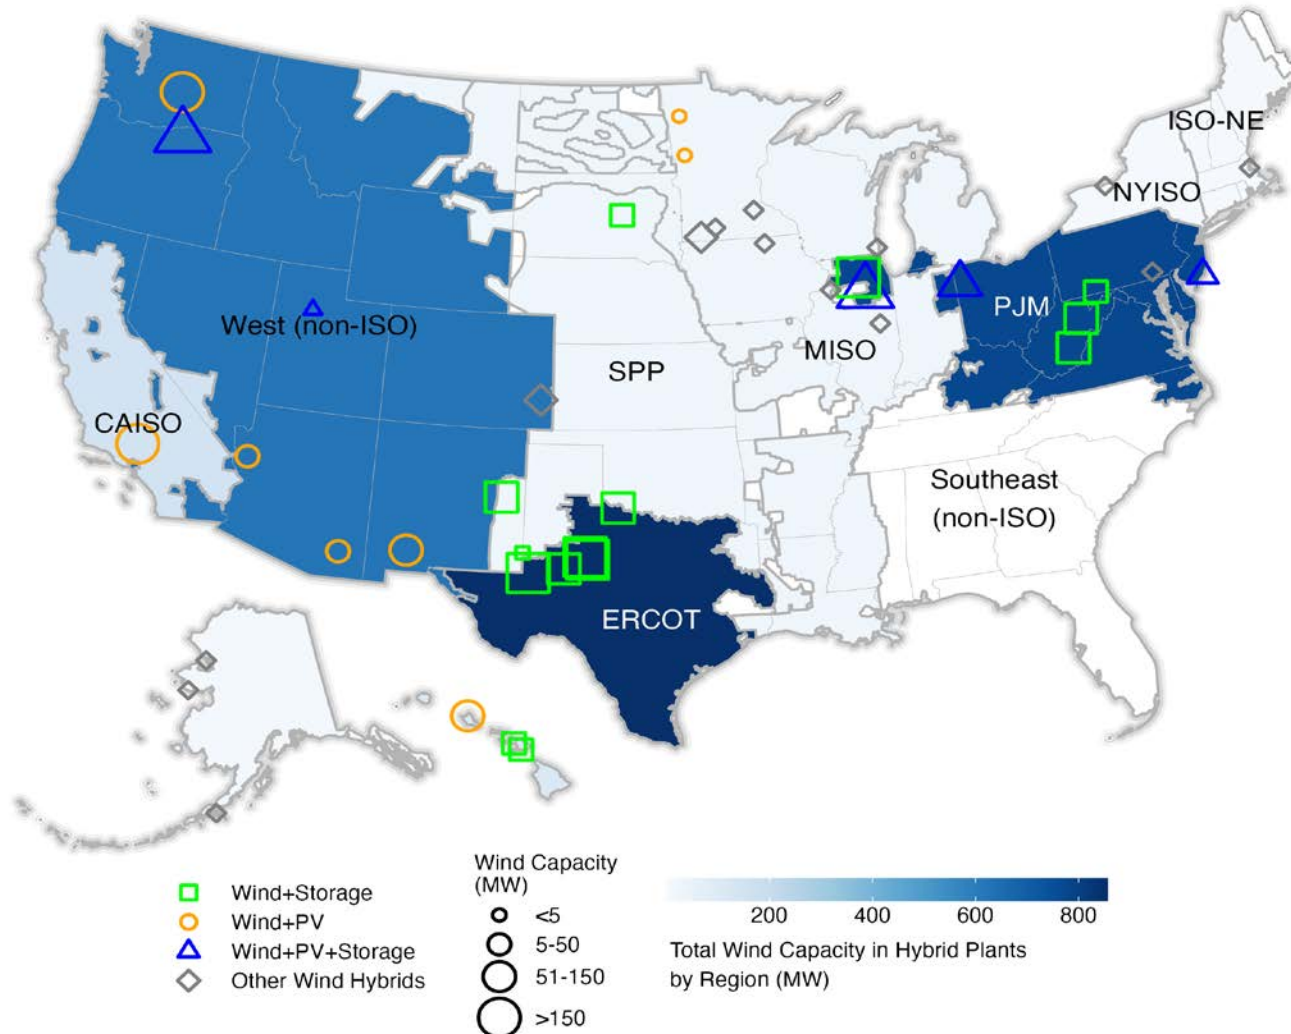 ISO-NE
NYISO
PJM
West (non-ISO)
MISO
SPP
CAISO
Southeast
(non-ISO)
ERCOT
Wind+Storage
Wind+PV
Wind+PV+Storage
Other Wind Hybrids
Wind Capacity
(MW)
<5
5-50
51-150
>150
200 400 600 800
Total Wind Capacity in Hybrid Plants
by Region (MW)